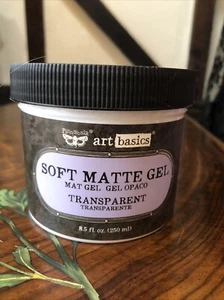 art basics
SOFT MATTE GEL
MAT GEL GEL OPACO
TRANSPARENT
TRANSPARENTE
8.5 fl. oz. (250 ml)